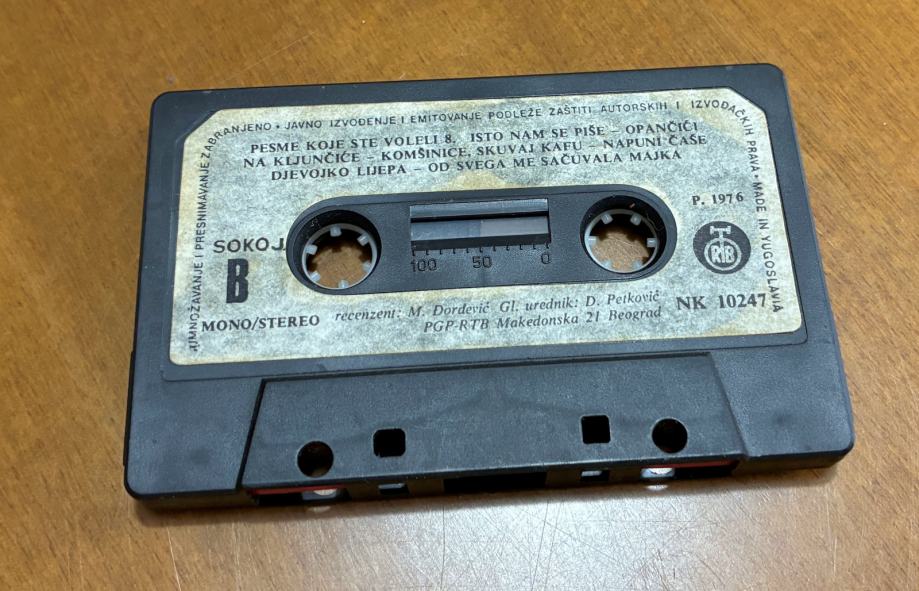 UMNOŽAVANJE I PRESNIMAVANJE ZABRANJENO • JAVNO IZVOĐENJE I EMITOVANJE PODLEŽE ZAŠTITI AUTORSKIH I IZVOĐAČKIH PRAVA • MADE IN YUGOSLAVIA
PESME KOJE STE VOLELI 8. ISTO NAM SE PIŠE – OPANČIĆI
NA KLJUNČIĆE – KOMŠINICE, SKUVAJ KAFU – NAPUNI ČAŠE
DJEVOJKO LIJEPA – OD SVEGA ME SAČUVALA MAJKA
P. 1976
SOKOJ
B
RTB
100 50 0
MONO/STEREO
recenzent: M. Đorđević Gl. urednik: D. Petković
PGP-RTB Makedonska 21 Beograd
NK 10247